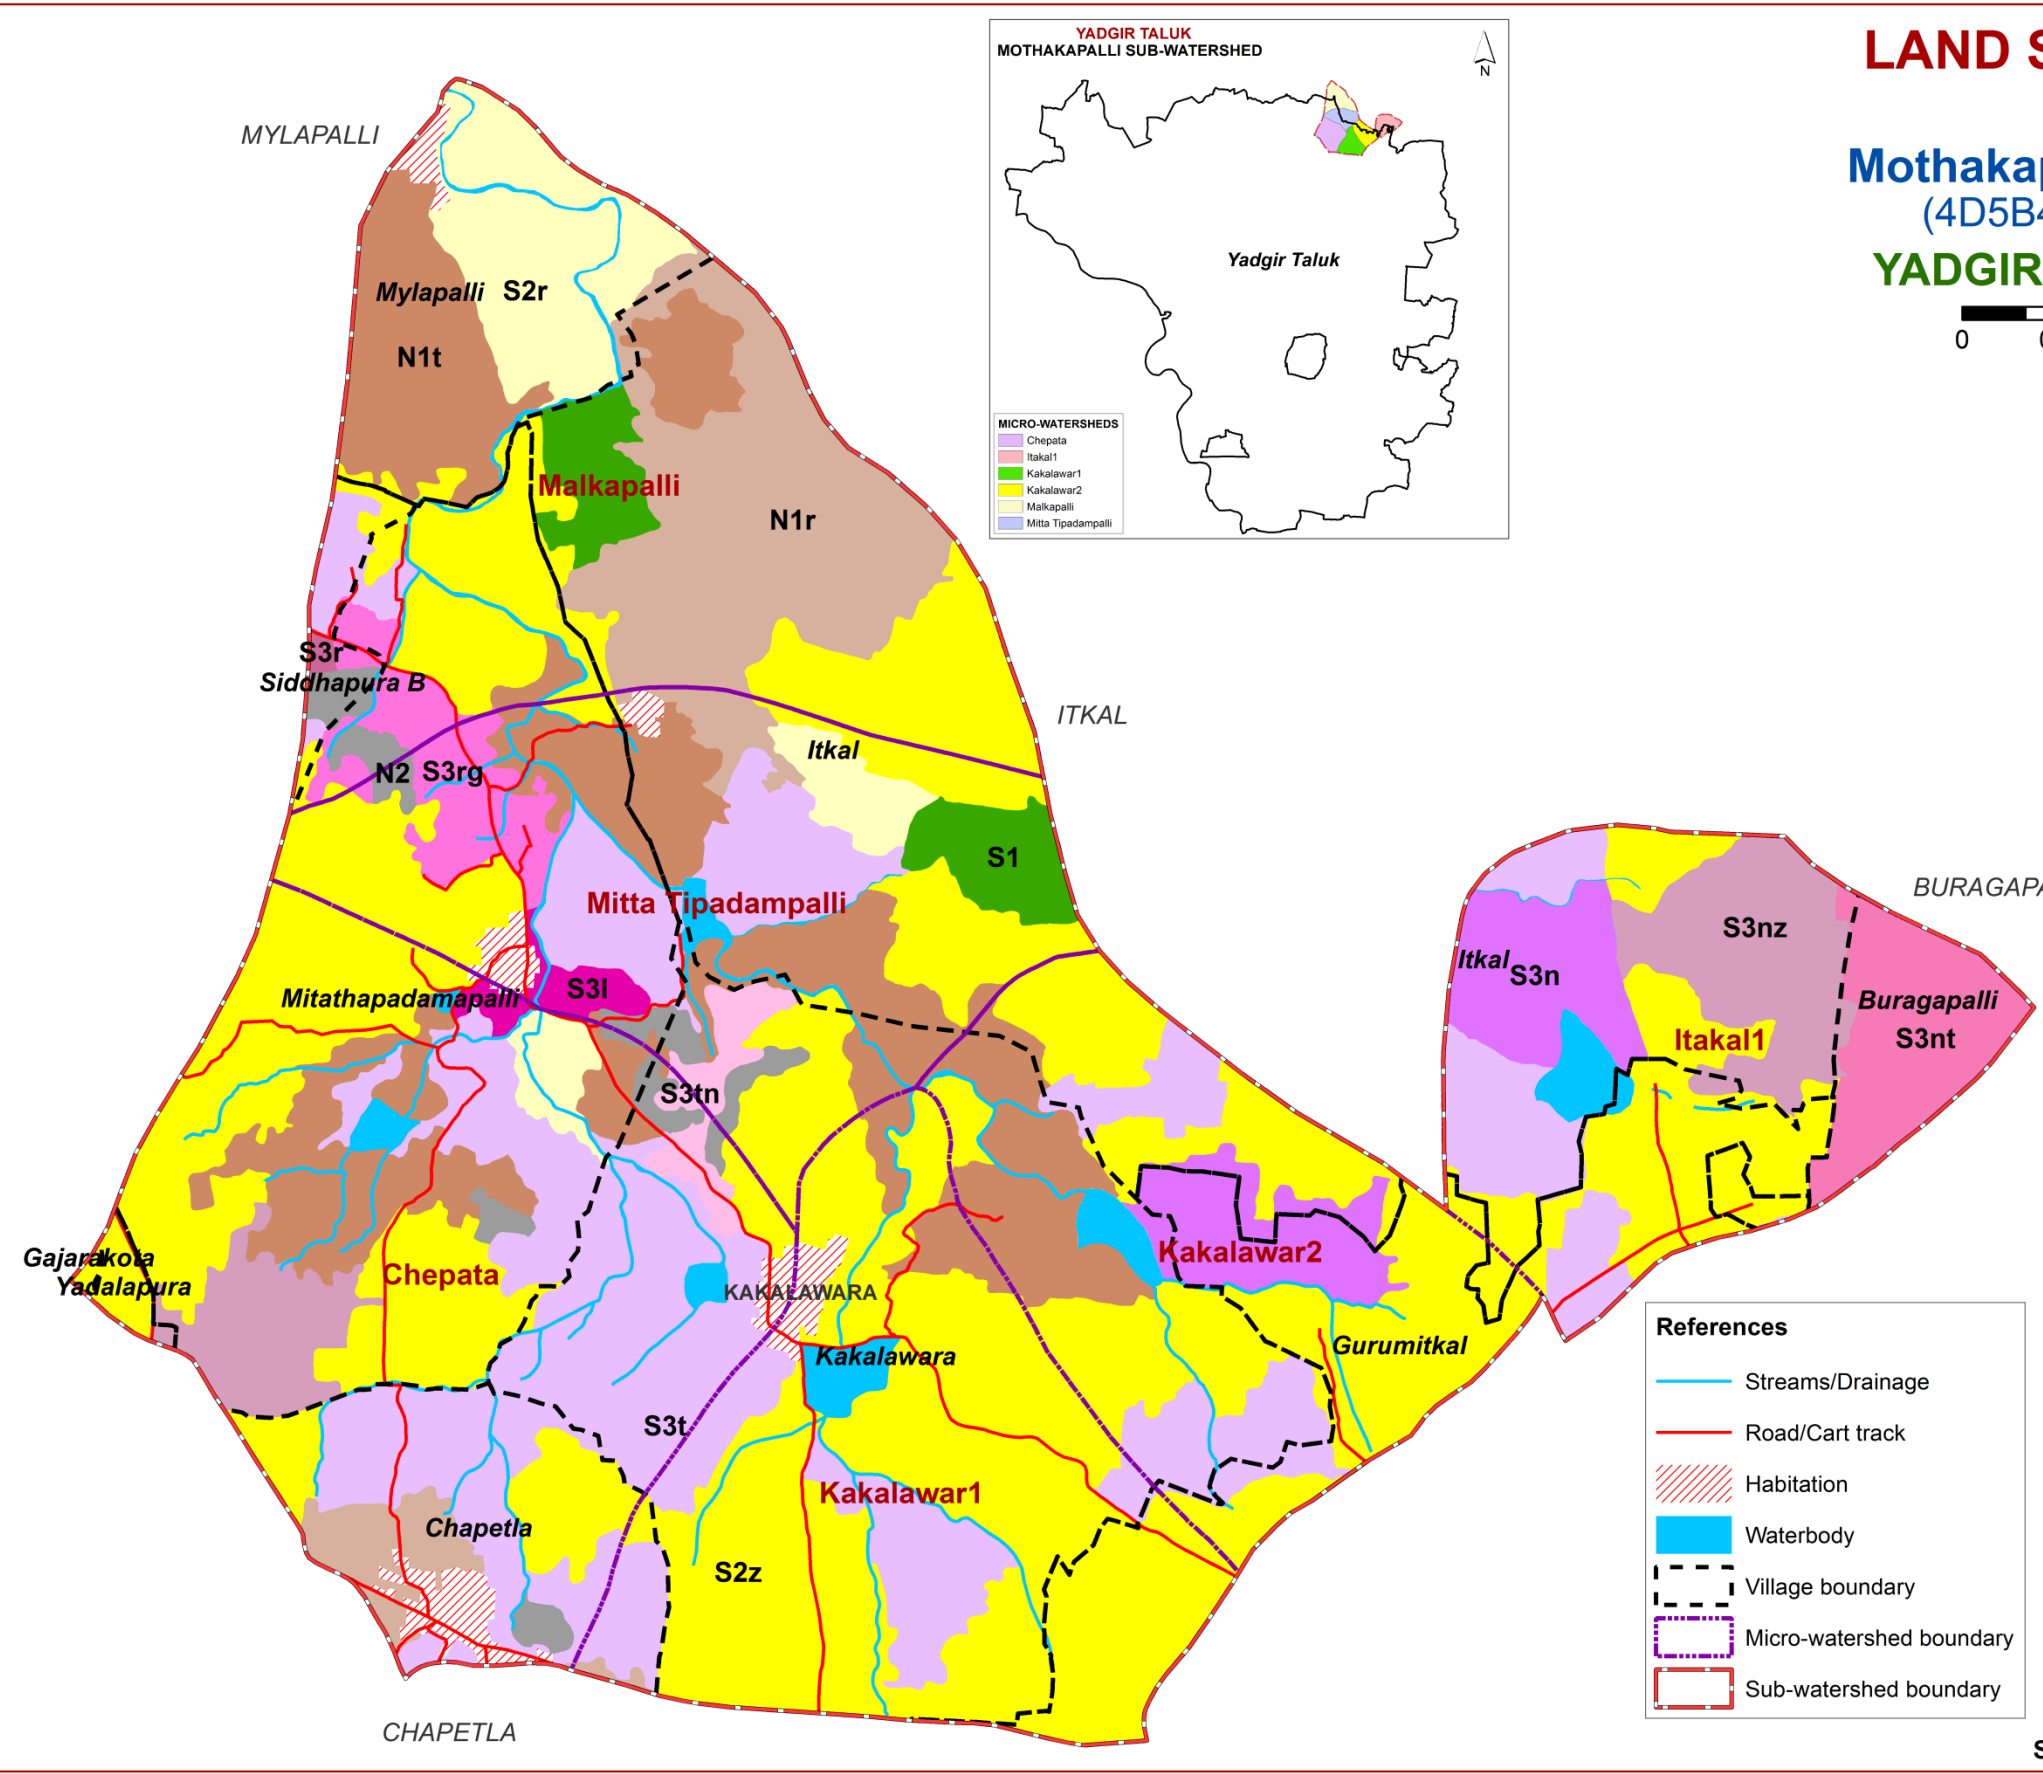 YADGIR TALUK
MOTHAKAPALLI SUB-WATERSHED
N
Yadgir Taluk
MICRO-WATERSHEDS
Chepata
Itakal1
Kakalawar1
Kakalawar2
Malkapalli
Mitta Tipadampalli
LAND S
Mothakap
(4D5B4
YADGIR
0
MYLAPALLI
Mylapalli
S2r
N1t
Malkapalli
N1r
S3r
Siddhapura B
ITKAL
Itkal
N2
S3rg
S1
Mitta Tipadampalli
BURAGAPA
S3nz
Itkal
S3n
S3l
Mitathapadamapalli
Buragapalli
Itakal1
S3nt
S3tn
Gajarakota
Yadalapura
Chepata
Kakalawar2
KAKALAWARA
Kakalawara
Gurumitkal
S3t
Kakalawar1
Chapetla
S2z
CHAPETLA
References
Streams/Drainage
Road/Cart track
Habitation
Waterbody
Village boundary
Micro-watershed boundary
Sub-watershed boundary
S